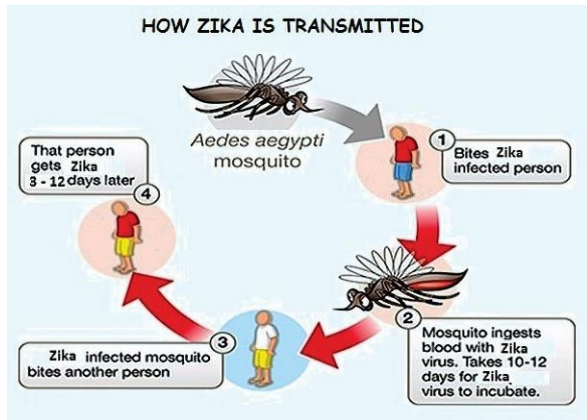 HOW ZIKA IS TRANSMITTED
Aedes aegypti
mosquito
1
Bites Zika
infected person
2
Mosquito ingests
blood with Zika
virus. Takes 10-12
days for Zika
virus to incubate.
3
Zika infected mosquito
bites another person
4
That person
gets Zika
3 - 12 days later